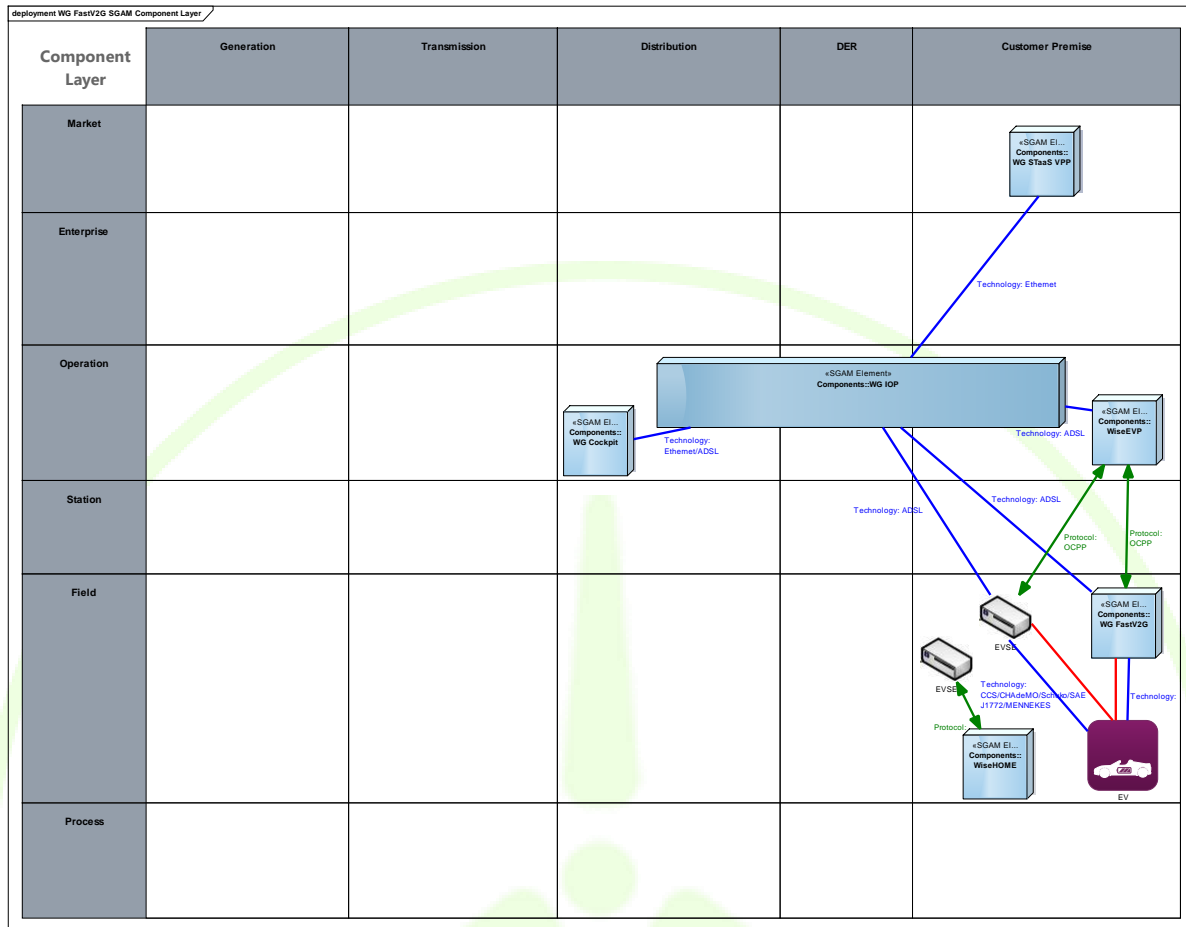 deployment WG FastV2G SGAM Component Layer
Component
Layer
Generation
Transmission
Distribution
DER
Customer Premise
Market
«SGAM El...
Components::
WG STaaS VPP
Enterprise
Technology: Ethernet
Operation
«SGAM Element»
Components::WG IOP
«SGAM El...
Components::
WG Cockpit
Technology:
Ethernet/ADSL
Technology: ADSL
«SGAM El...
Components::
WiseEVP
Station
Technology: ADSL
Technology: ADSL
Protocol:
OCPP
Protocol:
OCPP
Field
EVSE
«SGAM El...
Components::
WG FastV2G
EVSE
Technology:
CCS/CHAdeMO/Schuko/SAE
J1772/MENNEKES
Technology:
Protocol:
«SGAM El...
Components::
WiseHOME
EV
Process